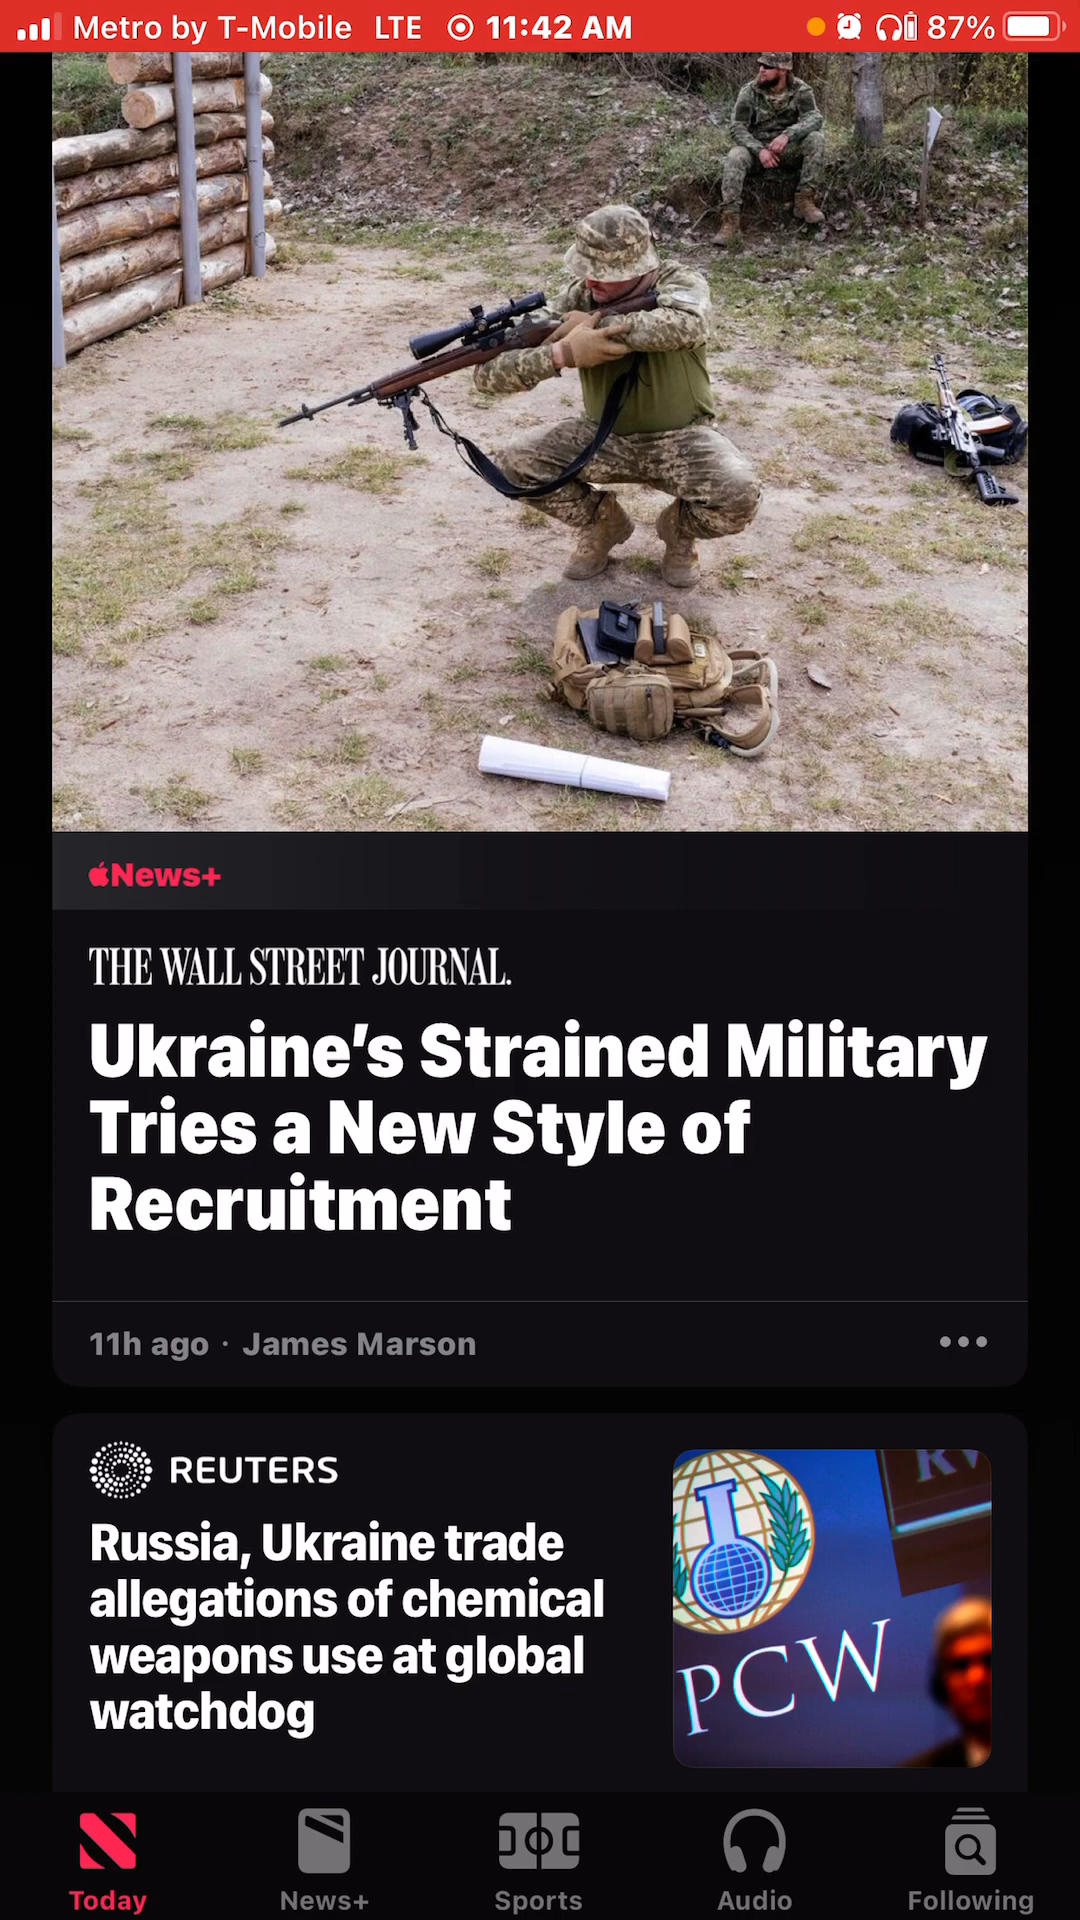 Metro by T-Mobile LTE 11:42 AM 87%
News+
THE WALL STREET JOURNAL.
Ukraine’s Strained Military
Tries a New Style of
Recruitment
11h ago · James Marson
REUTERS
Russia, Ukraine trade
allegations of chemical
weapons use at global
watchdog
PCW
Today News+ Sports Audio Following